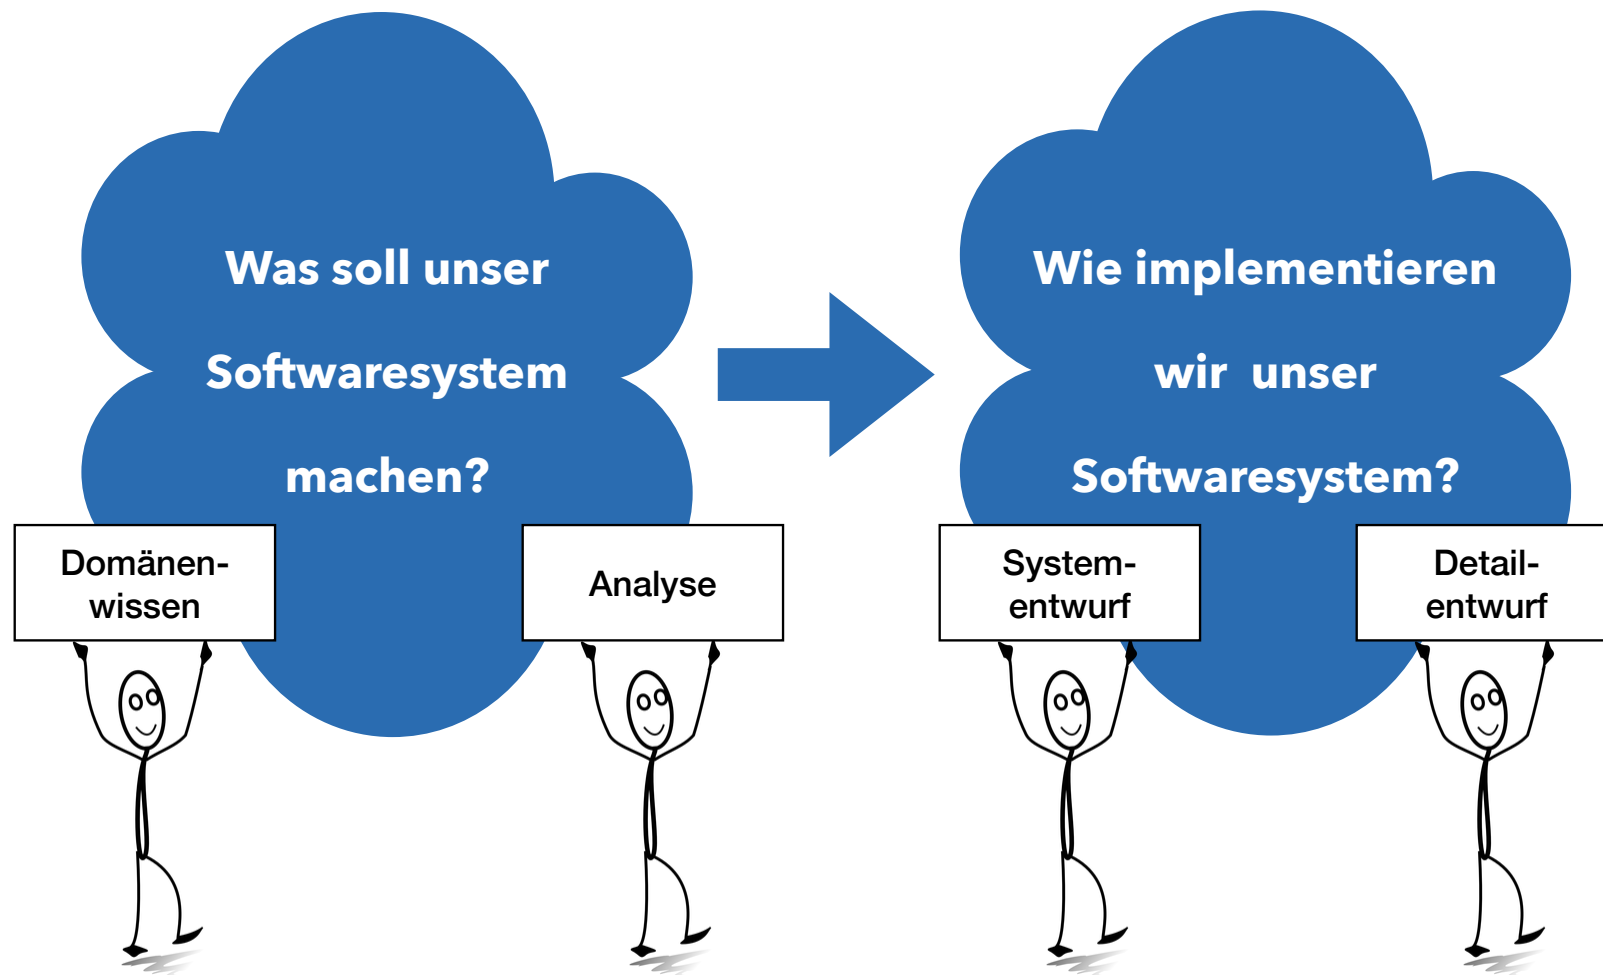 Was soll unser
Softwaresystem
machen?
Wie implementieren
wir unser
Softwaresystem?
Domänen-
wissen
Analyse
System-
entwurf
Detail-
entwurf